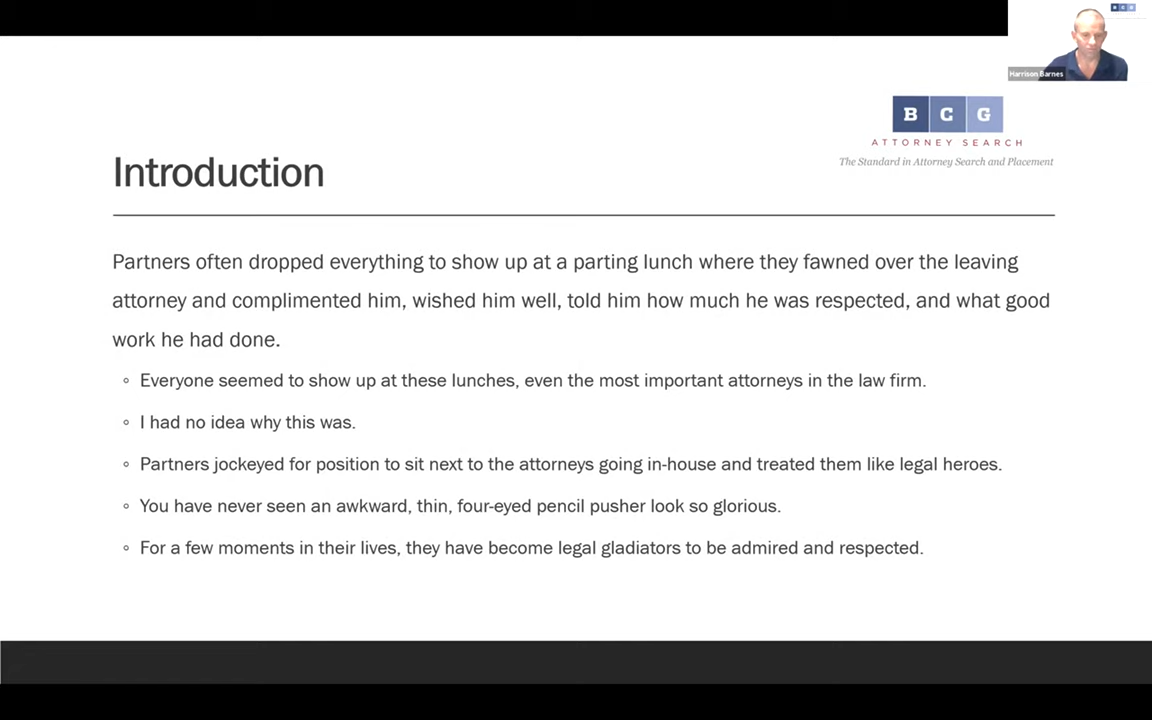 B C G
Harrison Barnes
B C G
ATTORNEY SEARCH
The Standard in Attorney Search and Placement
Introduction
Partners often dropped everything to show up at a parting lunch where they fawned over the leaving
attorney and complimented him, wished him well, told him how much he was respected, and what good
work he had done.
Everyone seemed to show up at these lunches, even the most important attorneys in the law firm.
I had no idea why this was.
Partners jockeyed for position to sit next to the attorneys going in-house and treated them like legal heroes.
You have never seen an awkward, thin, four-eyed pencil pusher look so glorious.
For a few moments in their lives, they have become legal gladiators to be admired and respected.